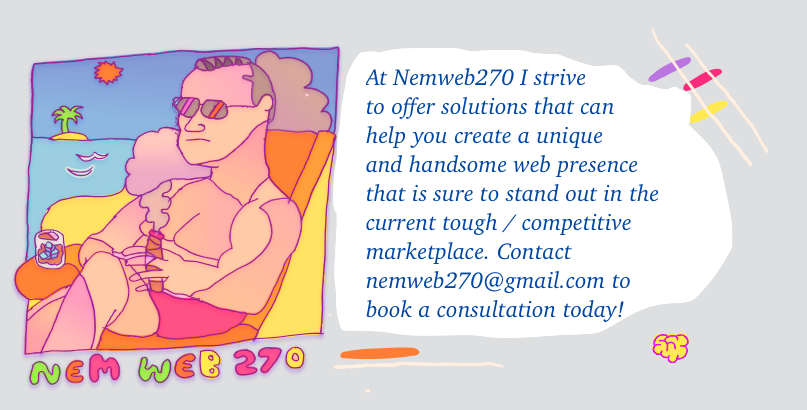 At Nemweb270 I strive
to offer solutions that can
help you create a unique
and handsome web presence
that is sure to stand out in the
current tough / competitive
marketplace. Contact
nemweb270@gmail.com to
book a consultation today!
NEM WEB 270